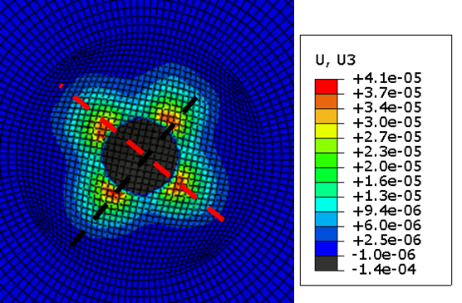 U, U3
+4.1e-05
+3.7e-05
+3.4e-05
+3.0e-05
+2.7e-05
+2.3e-05
+2.0e-05
+1.6e-05
+1.3e-05
+9.4e-06
+6.0e-06
+2.5e-06
-1.0e-06
-1.4e-04